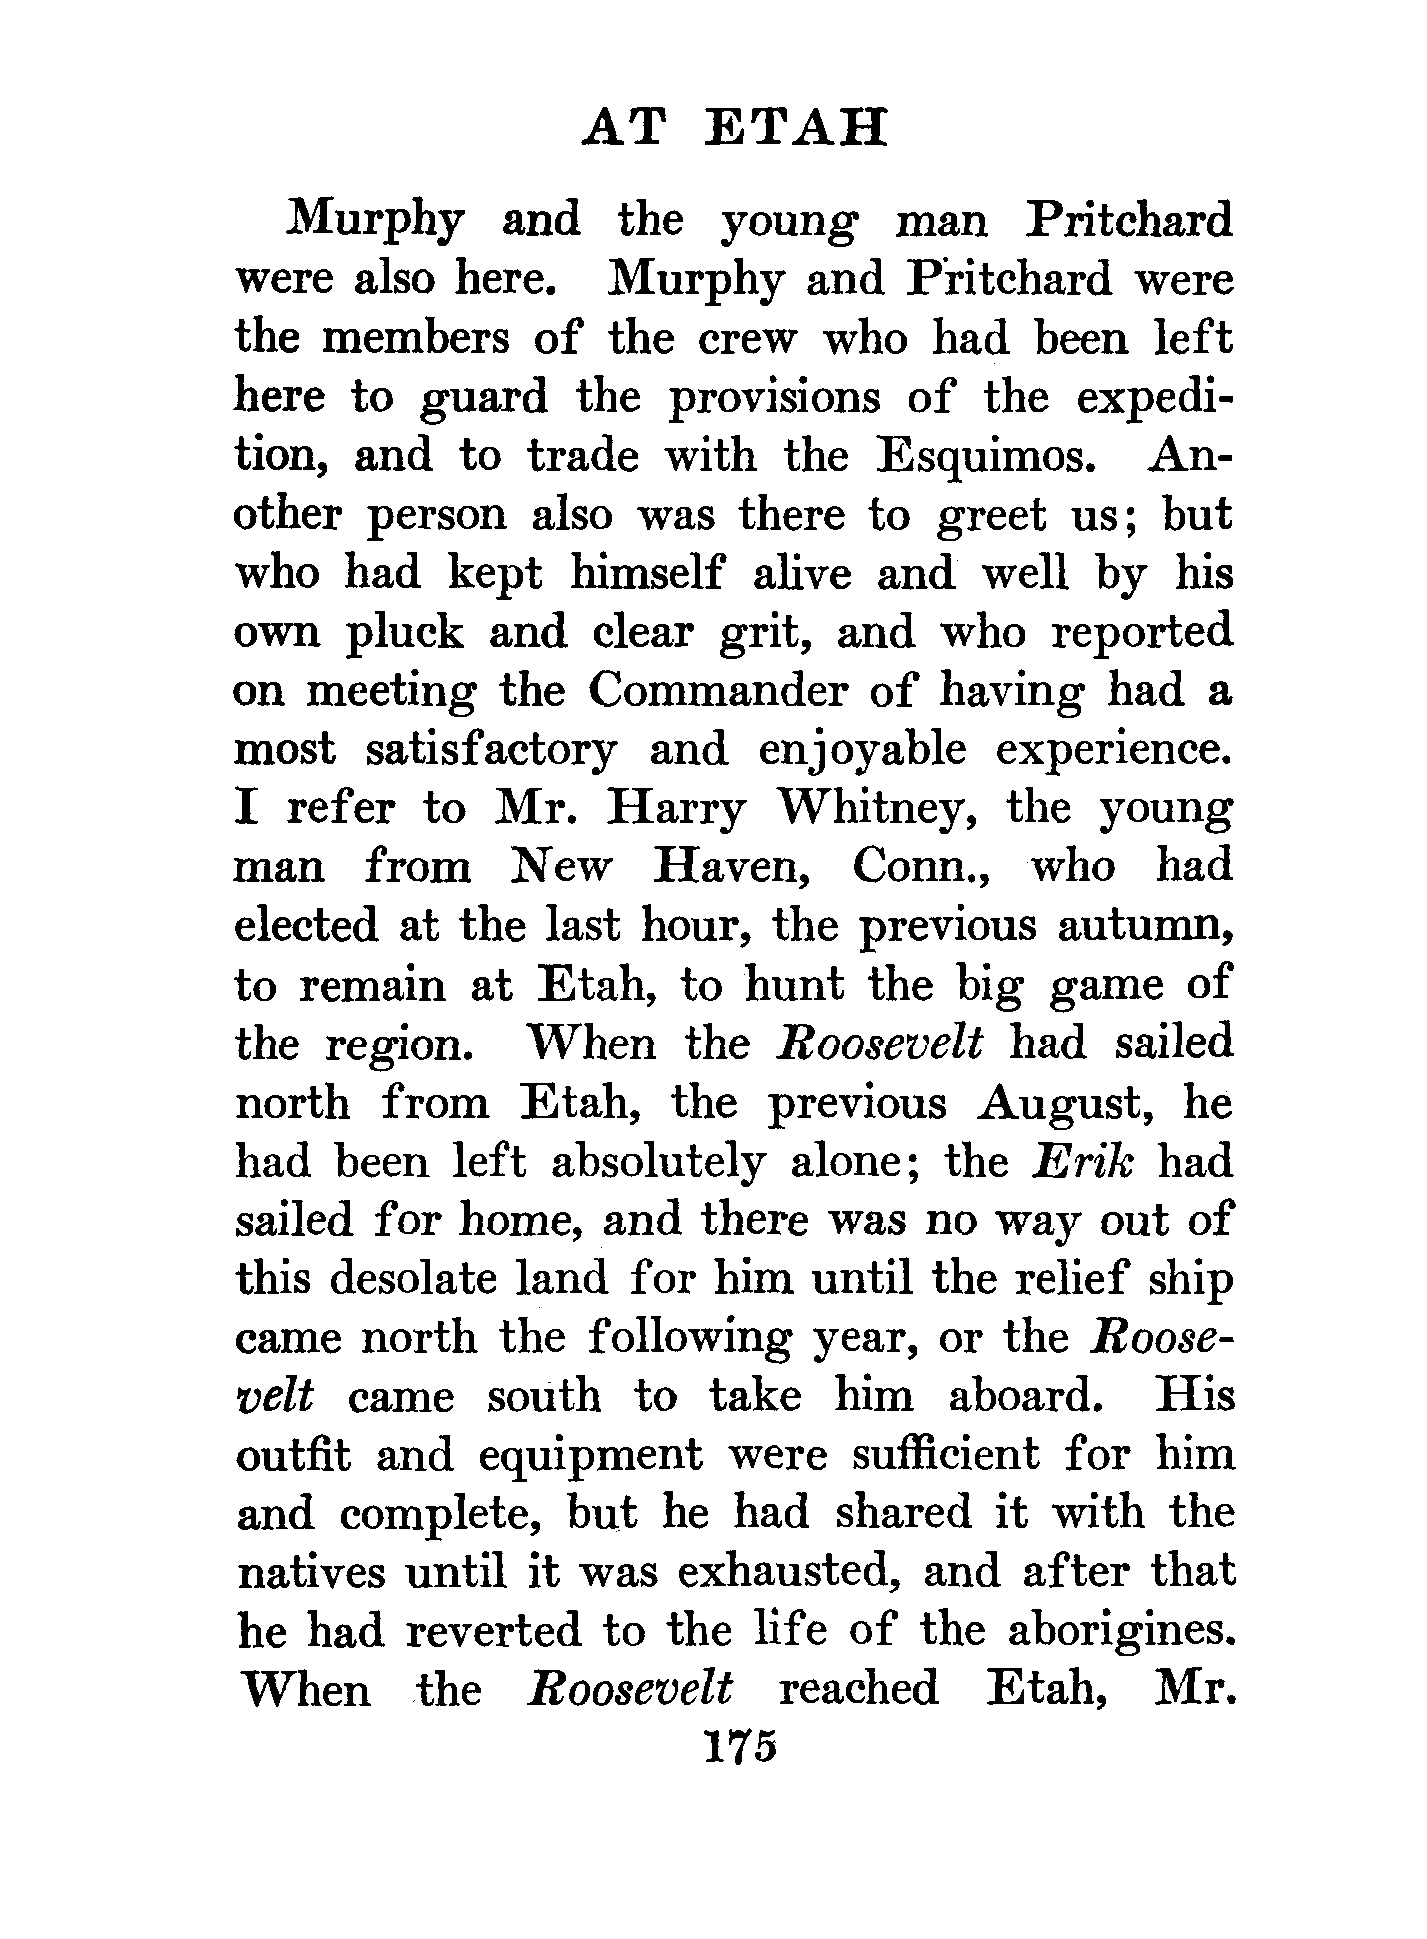 AT ETAH
Murphy and the young man Pritchard
were also here. Murphy and Pritchard were
the members of the crew who had been left
here to guard the provisions of the expedi-
tion, and to trade with the Esquimos. An-
other person also was there to greet us; but
who had kept himself alive and well by his
own pluck and clear grit, and who reported
on meeting the Commander of having had a
most satisfactory and enjoyable experience.
I refer to Mr. Harry Whitney, the young
man from New Haven, Conn., who had
elected at the last hour, the previous autumn,
to remain at Etah, to hunt the big game of
the region. When the Roosevelt had sailed
north from Etah, the previous August, he
had been left absolutely alone; the Erik had
sailed for home, and there was no way out of
this desolate land for him until the relief ship
came north the following year, or the Roose-
velt came south to take him aboard. His
outfit and equipment were sufficient for him
and complete, but he had shared it with the
natives until it was exhausted, and after that
he had reverted to the life of the aborigines.
When the Roosevelt reached Etah, Mr.
175